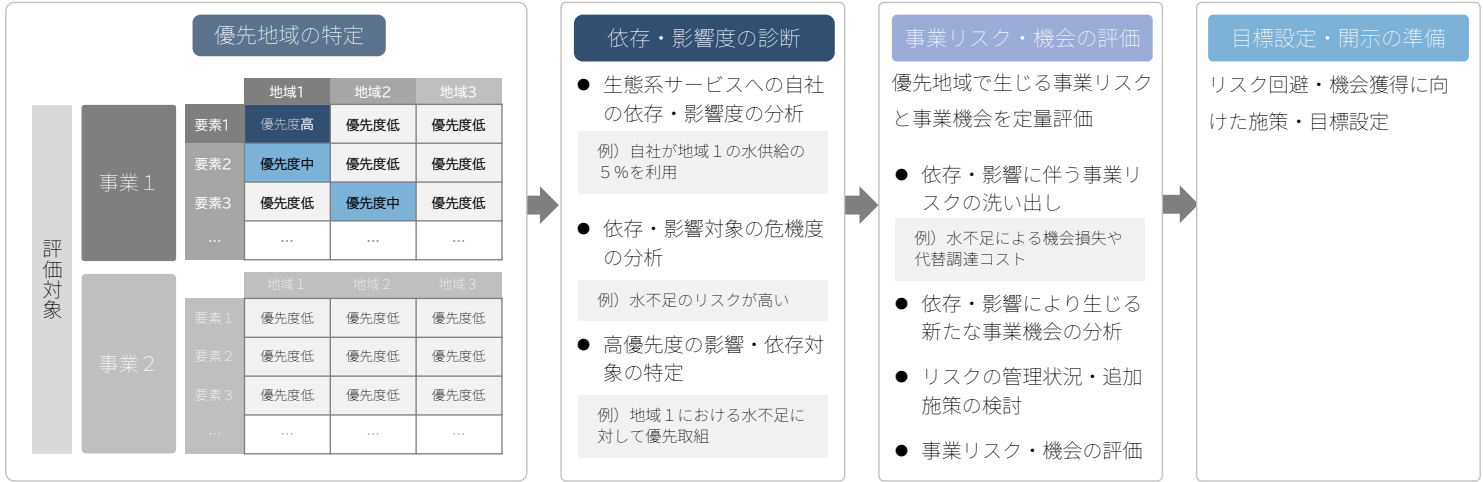 優先地域の特定
評価対象
事業１
地域1 地域2 地域3
要素1 優先度高 優先度低 優先度低
要素2 優先度中 優先度低 優先度低
要素3 優先度低 優先度中 優先度低
… … … …
事業２
地域１ 地域２ 地域３
要素１ 優先度低 優先度低 優先度低
要素２ 優先度低 優先度低 優先度低
要素３ 優先度低 優先度低 優先度低
… … … …
依存・影響度の診断
● 生態系サービスへの自社
の依存・影響度の分析
例）自社が地域１の水供給の
５%を利用
● 依存・影響対象の危機度
の分析
例）水不足のリスクが高い
● 高優先度の影響・依存対
象の特定
例）地域１における水不足に
対して優先取組
事業リスク・機会の評価
優先地域で生じる事業リスク
と事業機会を定量評価
● 依存・影響に伴う事業リ
スクの洗い出し
例）水不足による機会損失や
代替調達コスト
● 依存・影響により生じる
新たな事業機会の分析
● リスクの管理状況・追加
施策の検討
● 事業リスク・機会の評価
目標設定・開示の準備
リスク回避・機会獲得に向
けた施策・目標設定